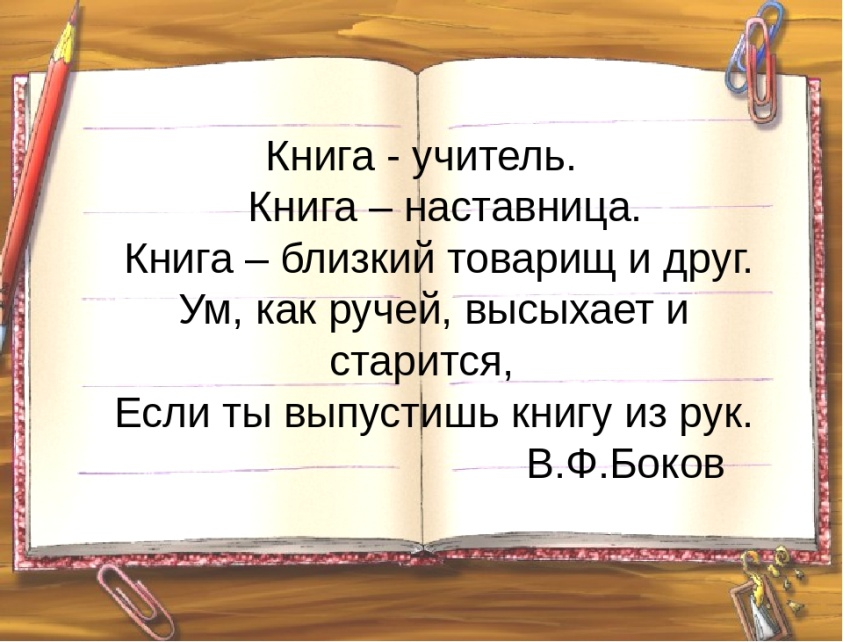 Книга - учитель.
Книга – наставница.
Книга – близкий товарищ и друг.
Ум, как ручей, высыхает и
старится,
Если ты выпустишь книгу из рук.
В.Ф.Боков